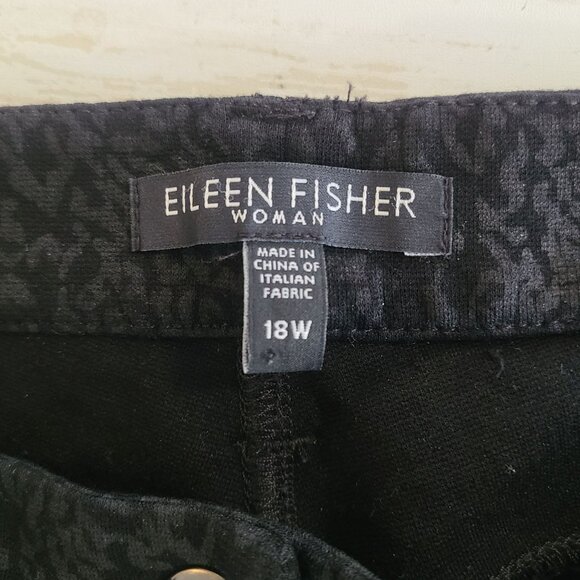 EILEEN FISHER
WOMAN
MADE IN
CHINA OF
ITALIAN
FABRIC
18W